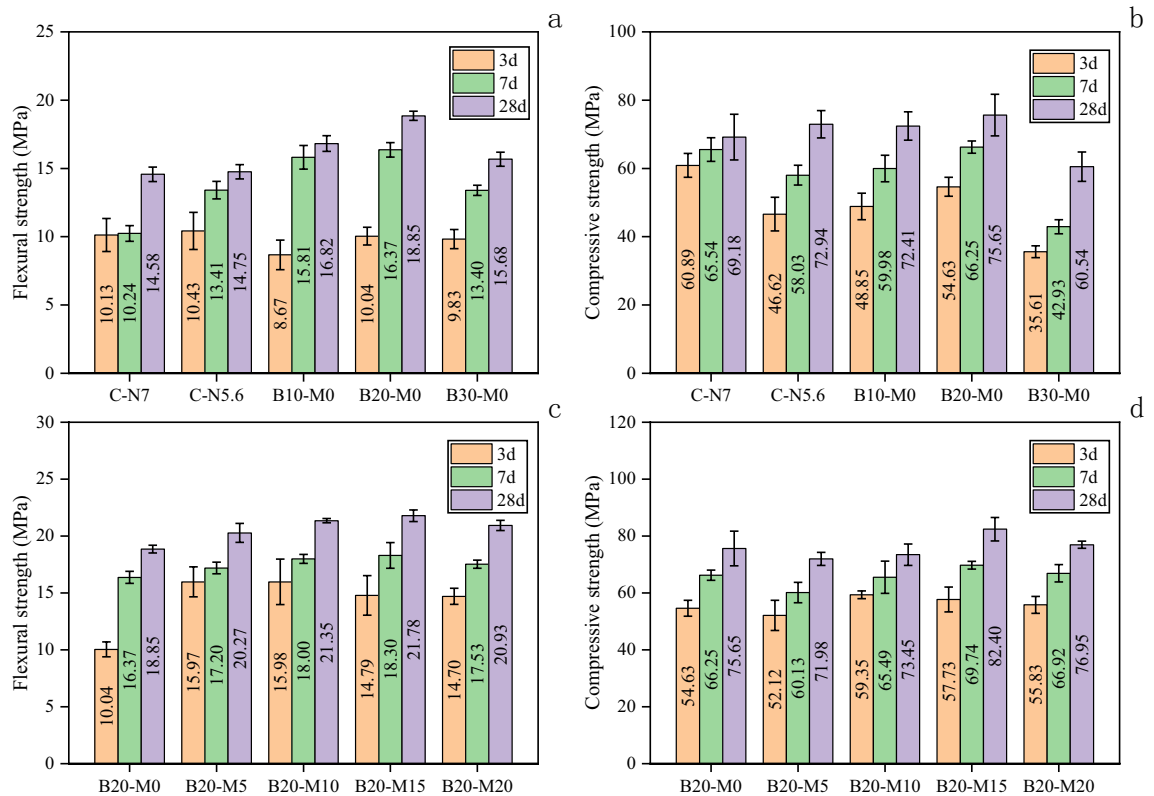 a
Flexural strength (MPa)
25
20
15
10
5
0
3d
7d
28d
10.13
10.24
14.58
10.43
13.41
14.75
8.67
15.81
16.82
10.04
16.37
18.85
9.83
13.40
15.68
C-N7
C-N5.6
B10-M0
B20-M0
B30-M0
b
Compressive strength (MPa)
100
80
60
40
20
0
3d
7d
28d
60.89
65.54
69.18
46.62
58.03
72.94
48.85
59.98
72.41
54.63
66.25
75.65
35.61
42.93
60.54
C-N7
C-N5.6
B10-M0
B20-M0
B30-M0
c
Flexural strength (MPa)
30
25
20
15
10
5
0
3d
7d
28d
10.04
16.37
18.85
15.97
17.20
20.27
15.98
18.00
21.35
14.79
18.30
21.78
14.70
17.53
20.93
B20-M0
B20-M5
B20-M10
B20-M15
B20-M20
d
Compressive strength (MPa)
120
100
80
60
40
20
0
3d
7d
28d
54.63
66.25
75.65
52.12
60.13
71.98
59.35
65.49
73.45
57.73
69.74
82.40
55.83
66.92
76.95
B20-M0
B20-M5
B20-M10
B20-M15
B20-M20